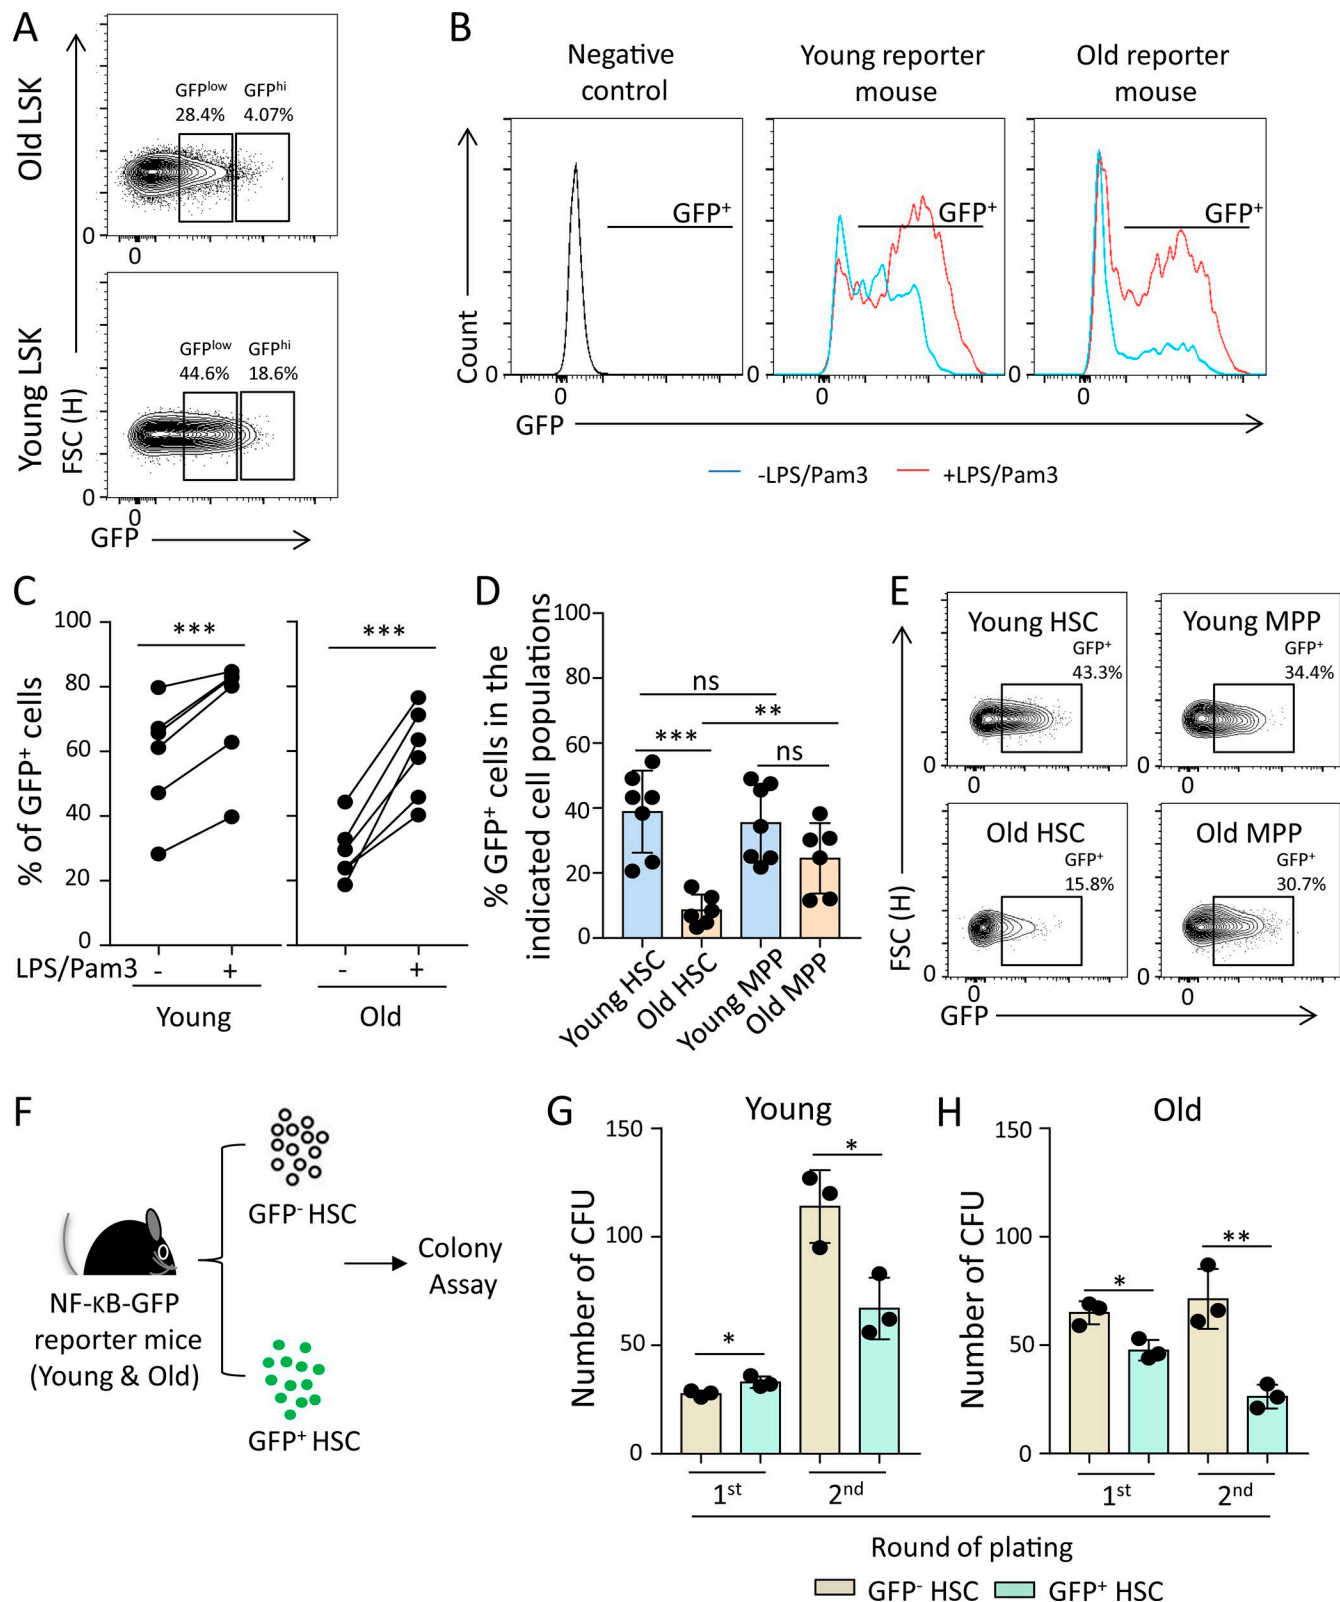 A
Old LSK
GFPlow
28.4%
GFPhi
4.07%
0
0
Young LSK
FSC (H)
GFPlow
44.6%
GFPhi
18.6%
0
0
GFP
B
Negative
control
Young reporter
mouse
Old reporter
mouse
Count
GFP+
GFP+
GFP+
0
0
0
0
0
0
GFP
-LPS/Pam3
+LPS/Pam3
C
% of GFP+ cells
100
80
60
40
20
0
***
***
LPS/Pam3
-
+
-
+
Young
Old
D
% GFP+ cells in the
indicated cell populations
100
80
60
40
20
0
ns
**
***
ns
Young HSC
Old HSC
Young MPP
Old MPP
E
Young HSC
GFP+
43.3%
0
0
Young MPP
GFP+
34.4%
0
0
Old HSC
GFP+
15.8%
0
0
Old MPP
GFP+
30.7%
0
0
FSC (H)
GFP
F
NF-κB-GFP
reporter mice
(Young & Old)
GFP- HSC
GFP+ HSC
Colony
Assay
G
Young
Number of CFU
150
100
50
0
*
*
1st
2nd
H
Old
Number of CFU
150
100
50
0
*
**
1st
2nd
Round of plating
GFP- HSC
GFP+ HSC